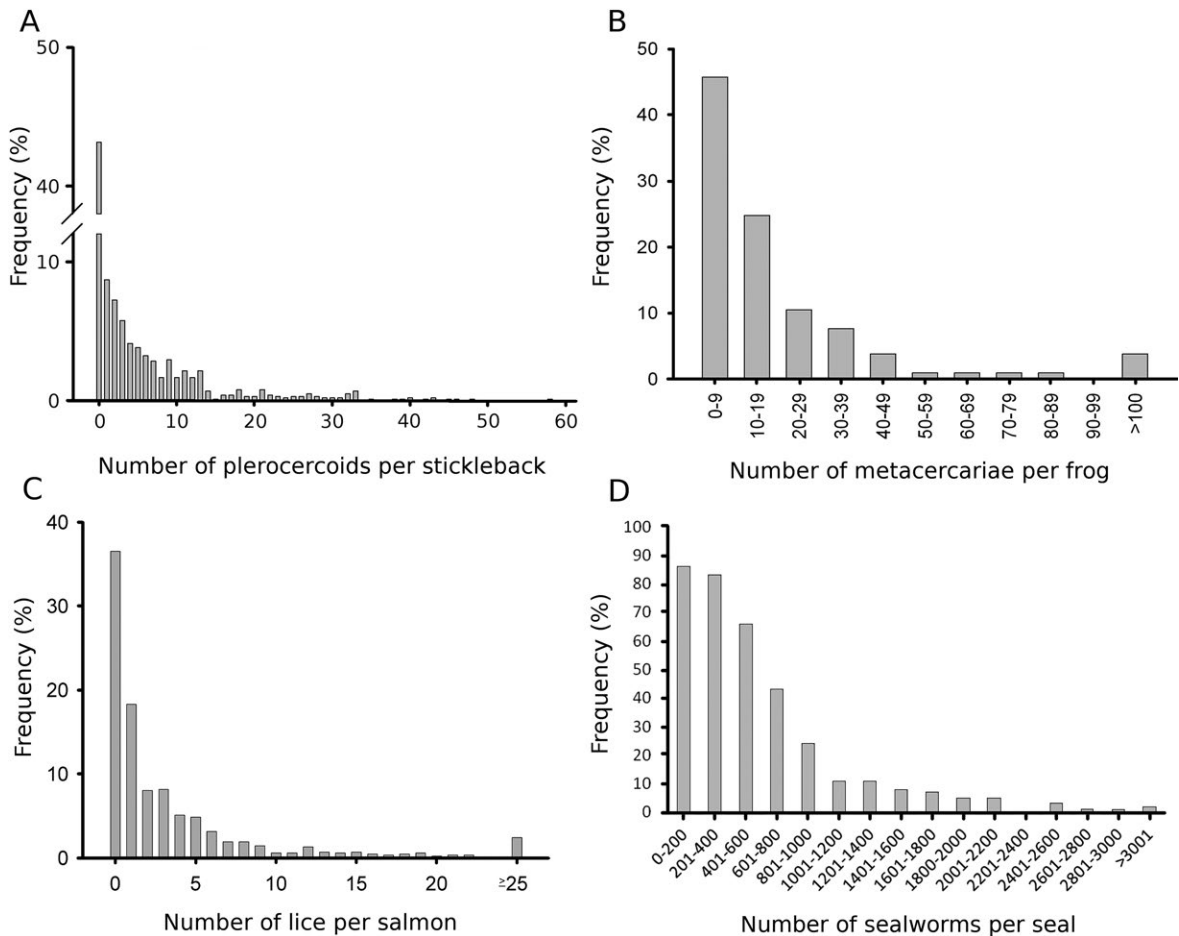 A
50
40
10
0
Frequency (%)
0 10 20 30 40 50 60
Number of plerocercoids per stickleback
B
50
40
30
20
10
0
Frequency (%)
0-9 10-19 20-29 30-39 40-49 50-59 60-69 70-79 80-89 90-99 >100
Number of metacercariae per frog
C
40
30
20
10
0
Frequency (%)
0 5 10 15 20 ≥25
Number of lice per salmon
D
100
90
80
70
60
50
40
30
20
10
0
Frequency (%)
0-200 201-400 401-600 601-800 801-1000 1001-1200 1201-1400 1401-1600 1601-1800 1800-2000 2001-2200 2201-2400 2401-2600 2601-2800 2801-3000 >3001
Number of sealworms per seal